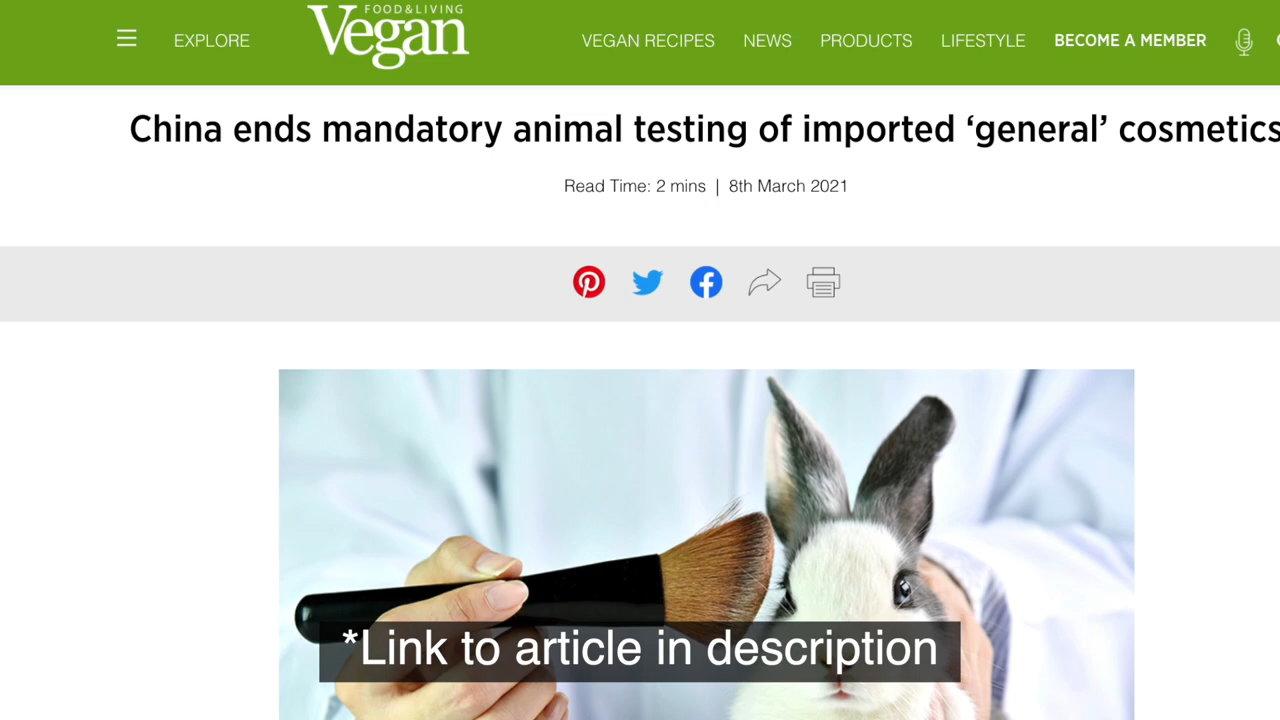 FOOD&LIVING
EXPLORE Vegan VEGAN RECIPES NEWS PRODUCTS LIFESTYLE BECOME A MEMBER
China ends mandatory animal testing of imported ‘general’ cosmetics
Read Time: 2 mins | 8th March 2021
*Link to article in description